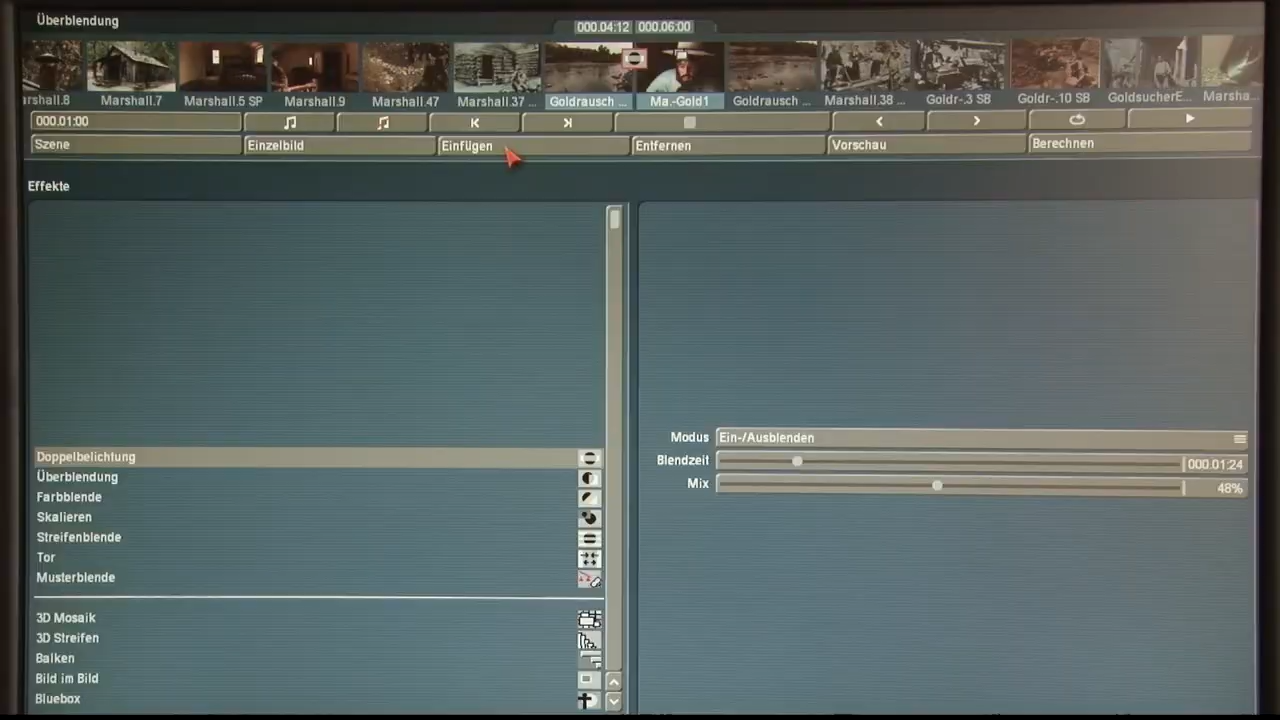 Überblendung
000.04:12 000.06:00
rshall.8 Marshall.7 Marshall.5 SP Marshall.9 Marshall.47 Marshall.37 ... Goldrausch ... Ma.-Gold1 Goldrausch ... Marshall.38 ... Goldr-.3 SB Goldr-.10 SB GoldsucherE... Marsha...
000.01:00
Szene Einzelbild Einfügen Entfernen Vorschau Berechnen
Effekte
Doppelbelichtung
Überblendung
Farbblende
Skalieren
Streifenblende
Tor
Musterblende
3D Mosaik
3D Streifen
Balken
Bild im Bild
Bluebox
Modus Ein-/Ausblenden
Blendzeit 000.01:24
Mix 48%